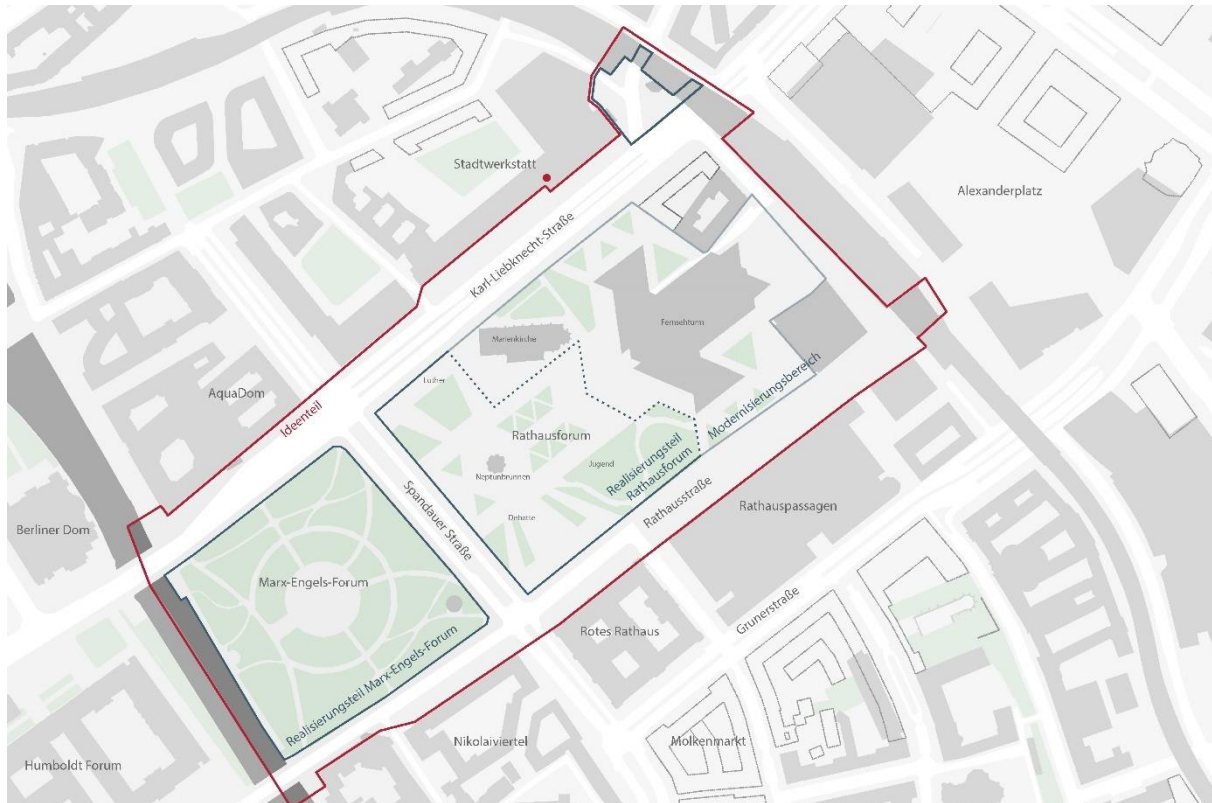 Stadtwerkstatt
Alexanderplatz
Karl-Liebknecht-Straße
Marienkirche
Fernsehturm
Luther
AquaDom
Ideenteil
Modernisierungsbereich
Rathausforum
Jugend
Realisierungsteil
Rathausforum
Neptunbrunnen
Debatte
Rathausstraße
Rathauspassagen
Spandauer Straße
Berliner Dom
Marx-Engels-Forum
Realisierungsteil Marx-Engels-Forum
Rotes Rathaus
Grunerstraße
Nikolaiviertel
Molkenmarkt
Humboldt Forum